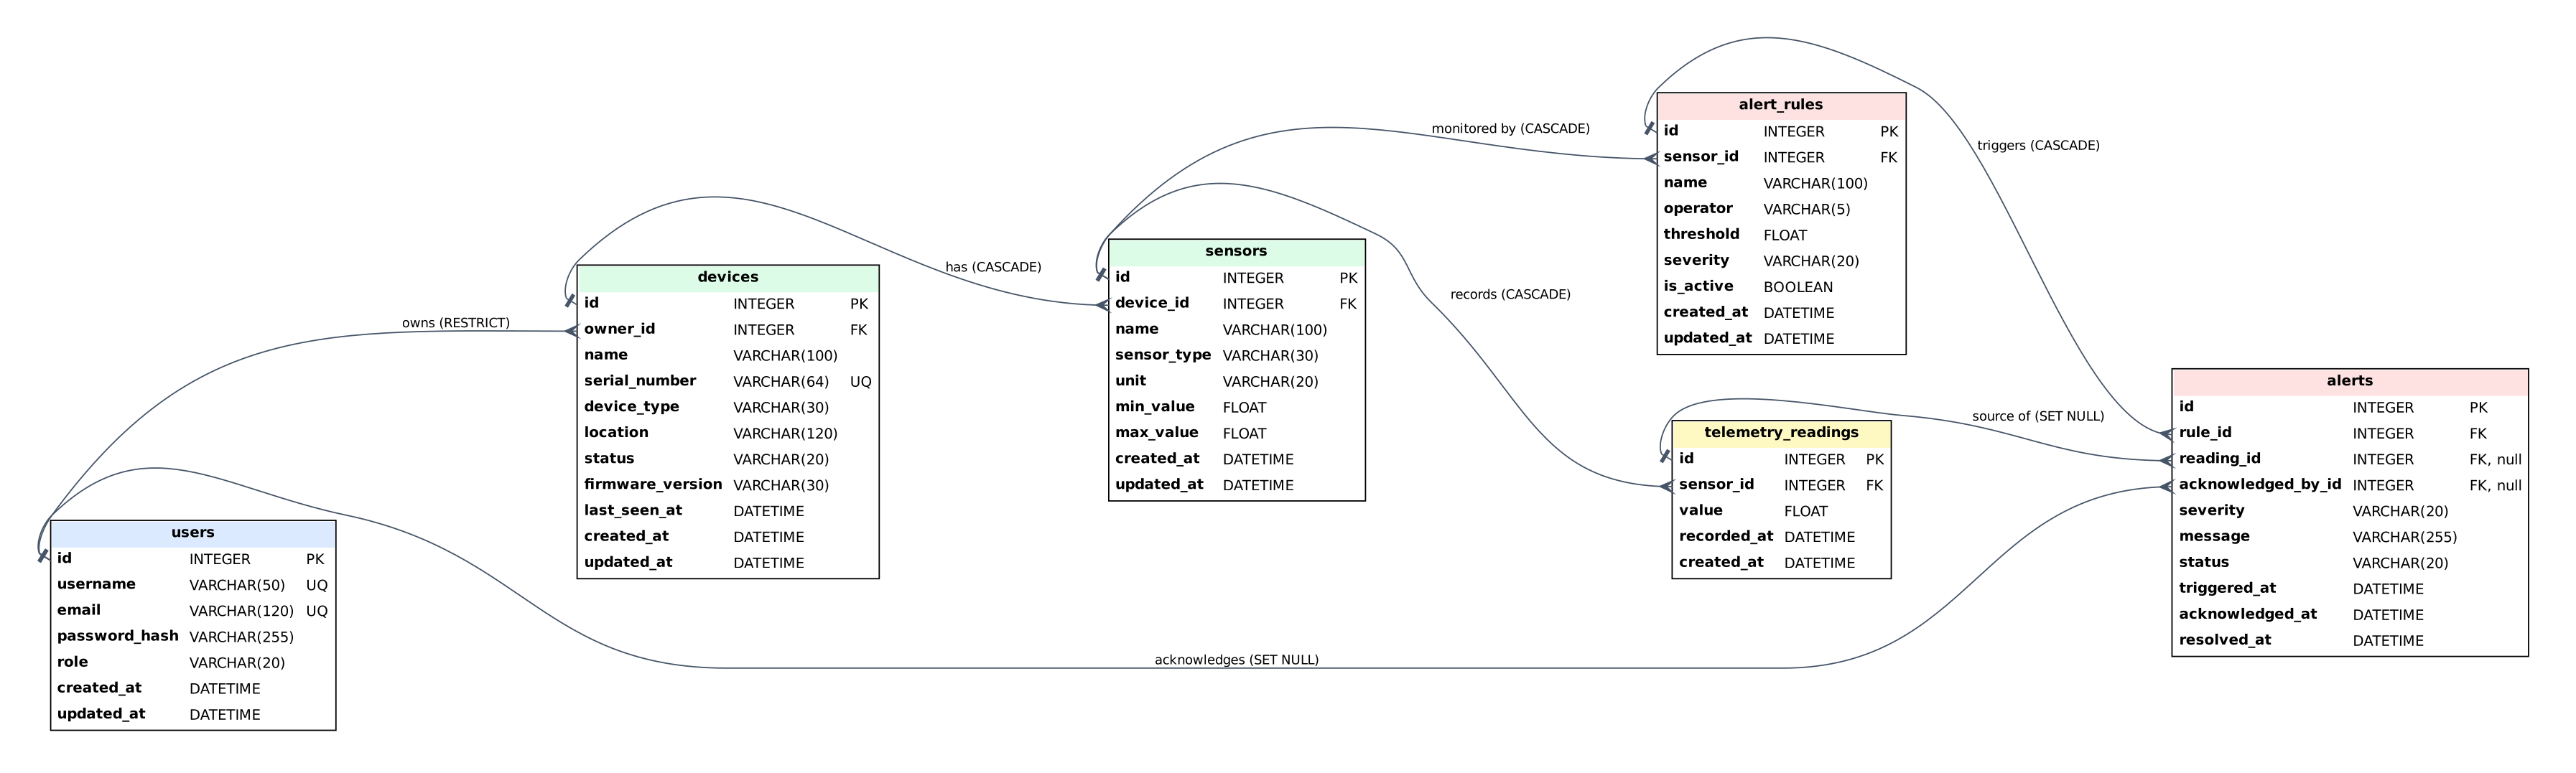 users
id INTEGER PK
username VARCHAR(50) UQ
email VARCHAR(120) UQ
password_hash VARCHAR(255)
role VARCHAR(20)
created_at DATETIME
updated_at DATETIME
owns (RESTRICT)
devices
id INTEGER PK
owner_id INTEGER FK
name VARCHAR(100)
serial_number VARCHAR(64) UQ
device_type VARCHAR(30)
location VARCHAR(120)
status VARCHAR(20)
firmware_version VARCHAR(30)
last_seen_at DATETIME
created_at DATETIME
updated_at DATETIME
has (CASCADE)
sensors
id INTEGER PK
device_id INTEGER FK
name VARCHAR(100)
sensor_type VARCHAR(30)
unit VARCHAR(20)
min_value FLOAT
max_value FLOAT
created_at DATETIME
updated_at DATETIME
monitored by (CASCADE)
records (CASCADE)
alert_rules
id INTEGER PK
sensor_id INTEGER FK
name VARCHAR(100)
operator VARCHAR(5)
threshold FLOAT
severity VARCHAR(20)
is_active BOOLEAN
created_at DATETIME
updated_at DATETIME
telemetry_readings
id INTEGER PK
sensor_id INTEGER FK
value FLOAT
recorded_at DATETIME
created_at DATETIME
triggers (CASCADE)
source of (SET NULL)
acknowledges (SET NULL)
alerts
id INTEGER PK
rule_id INTEGER FK
reading_id INTEGER FK, null
acknowledged_by_id INTEGER FK, null
severity VARCHAR(20)
message VARCHAR(255)
status VARCHAR(20)
triggered_at DATETIME
acknowledged_at DATETIME
resolved_at DATETIME